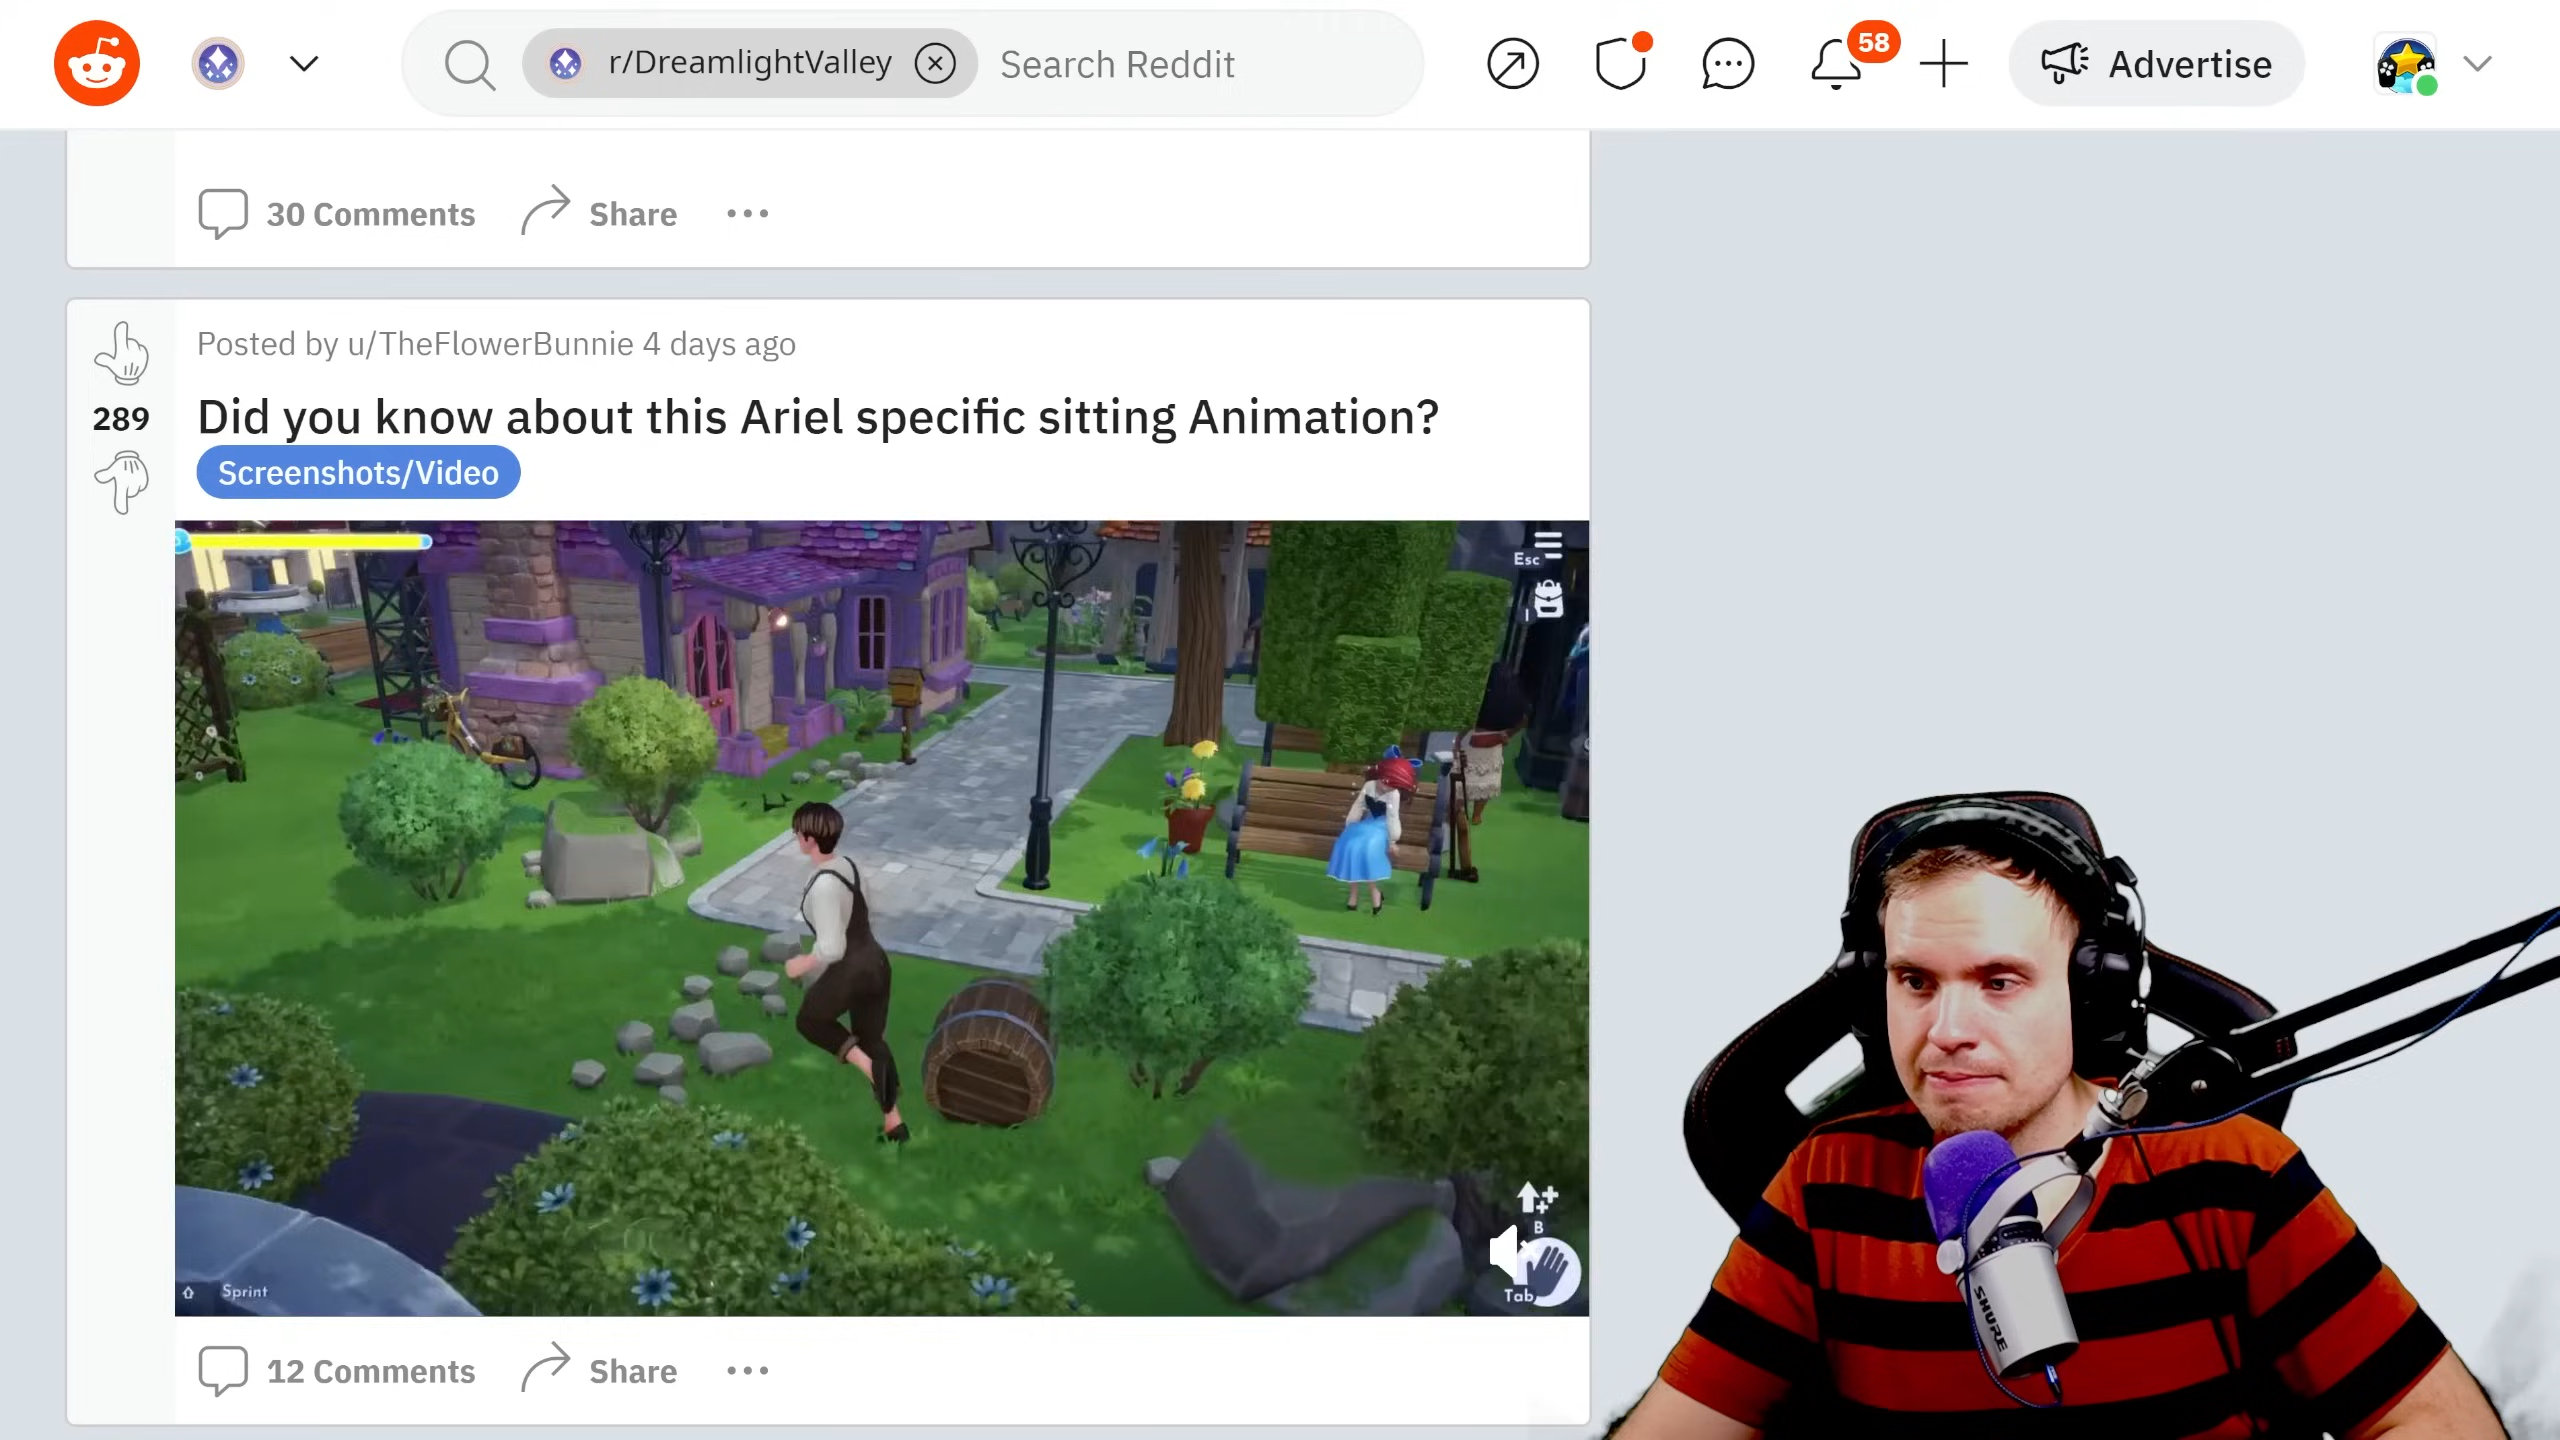 r/DreamlightValley
Search Reddit
58
Advertise
30 Comments
Share
Posted by u/TheFlowerBunnie 4 days ago
289
Did you know about this Ariel specific sitting Animation?
Screenshots/Video
Esc
I
B
Tab
Sprint
SHURE
12 Comments
Share